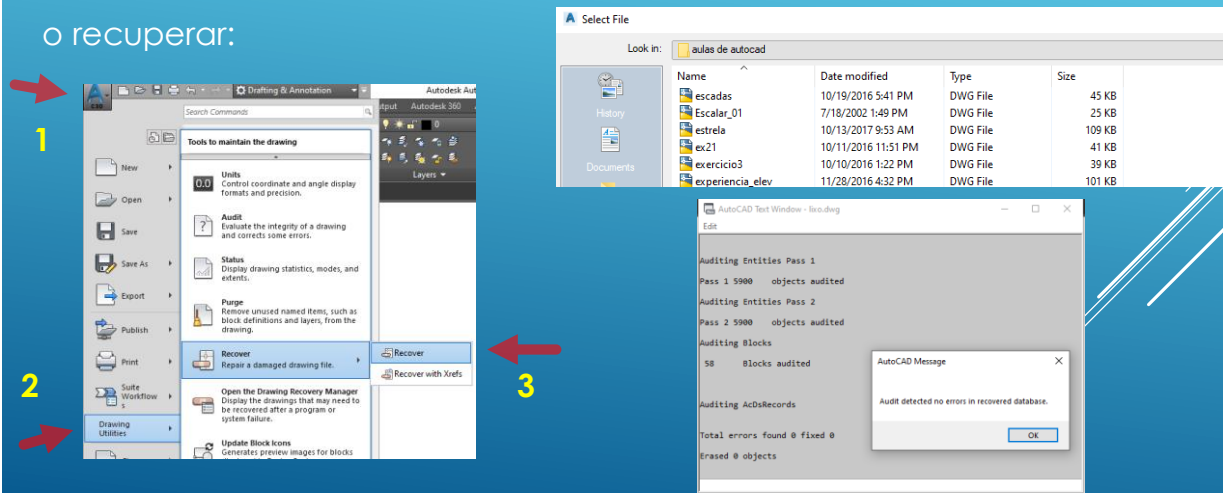 o recuperar:
1
2
3
Drafting & Annotation
Autodesk Aut
Search Commands
tput Autodesk 360
0
Layers
Tools to maintain the drawing
New
Open
Save
Save As
Export
Publish
Print
Suite
Workflow
s
Drawing
Utilities
0.0
Units
Control coordinate and angle display
formats and precision.
Audit
Evaluate the integrity of a drawing
and corrects some errors.
Status
Display drawing statistics, modes, and
extents.
Purge
Remove unused named items, such as
block definitions and layers, from the
drawing.
Recover
Repair a damaged drawing file.
Open the Drawing Recovery Manager
Display the drawings that may need to
be recovered after a program or
system failure.
Update Block Icons
Generates preview images for blocks
Recover
Recover with Xrefs
Select File
Look in: aulas de autocad
History
Documents
Name Date modified Type Size
escadas 10/19/2016 5:41 PM DWG File 45 KB
Escalar_01 7/18/2002 1:49 PM DWG File 25 KB
estrela 10/13/2017 9:53 AM DWG File 109 KB
ex21 10/11/2016 11:51 PM DWG File 41 KB
exercicio3 10/10/2016 1:22 PM DWG File 39 KB
experiencia_elev 11/28/2016 4:32 PM DWG File 101 KB
AutoCAD Text Window - lixo.dwg
Edit
Auditing Entities Pass 1
Pass 1 5900 objects audited
Auditing Entities Pass 2
Pass 2 5900 objects audited
Auditing Blocks
58 Blocks audited
Auditing AcDsRecords
Total errors found 0 fixed 0
Erased 0 objects
AutoCAD Message
Audit detected no errors in recovered database.
OK